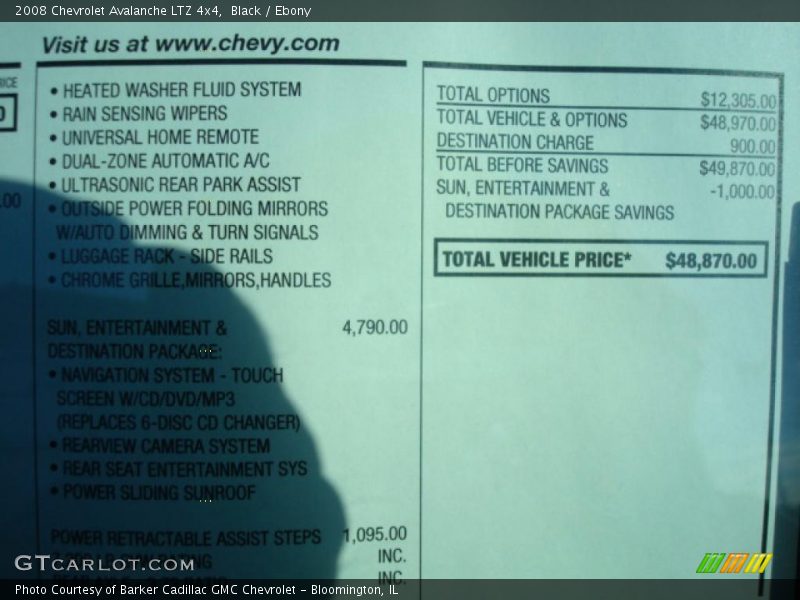 2008 Chevrolet Avalanche LTZ 4x4, Black / Ebony
Visit us at www.chevy.com
• HEATED WASHER FLUID SYSTEM
• RAIN SENSING WIPERS
• UNIVERSAL HOME REMOTE
• DUAL-ZONE AUTOMATIC A/C
• ULTRASONIC REAR PARK ASSIST
• OUTSIDE POWER FOLDING MIRRORS
W/AUTO DIMMING & TURN SIGNALS
• LUGGAGE RACK - SIDE RAILS
• CHROME GRILLE,MIRRORS,HANDLES
SUN, ENTERTAINMENT & 4,790.00
DESTINATION PACKAGE:
• NAVIGATION SYSTEM - TOUCH
SCREEN W/CD/DVD/MP3
(REPLACES 6-DISC CD CHANGER)
• REARVIEW CAMERA SYSTEM
• REAR SEAT ENTERTAINMENT SYS
• POWER SLIDING SUNROOF
POWER RETRACTABLE ASSIST STEPS 1,095.00
INC.
INC.
TOTAL OPTIONS $12,305.00
TOTAL VEHICLE & OPTIONS $48,970.00
DESTINATION CHARGE 900.00
TOTAL BEFORE SAVINGS $49,870.00
SUN, ENTERTAINMENT & -1,000.00
DESTINATION PACKAGE SAVINGS
TOTAL VEHICLE PRICE* $48,870.00
GTcarlot.com
Photo Courtesy of Barker Cadillac GMC Chevrolet - Bloomington, IL